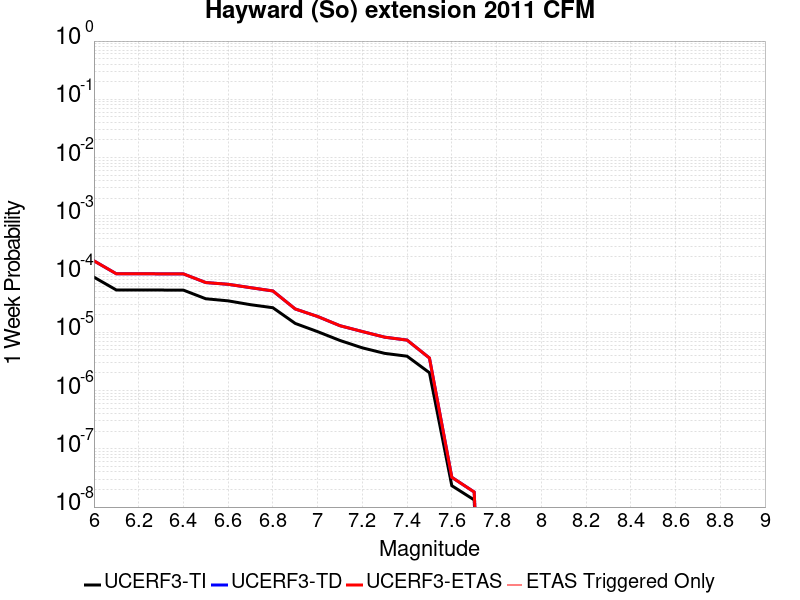 Hayward (So) extension 2011 CFM
10^0
10^-1
10^-2
10^-3
10^-4
10^-5
10^-6
10^-7
10^-8
1 Week Probability
6 6.2 6.4 6.6 6.8 7 7.2 7.4 7.6 7.8 8 8.2 8.4 8.6 8.8 9
Magnitude
UCERF3-TI UCERF3-TD UCERF3-ETAS ETAS Triggered Only